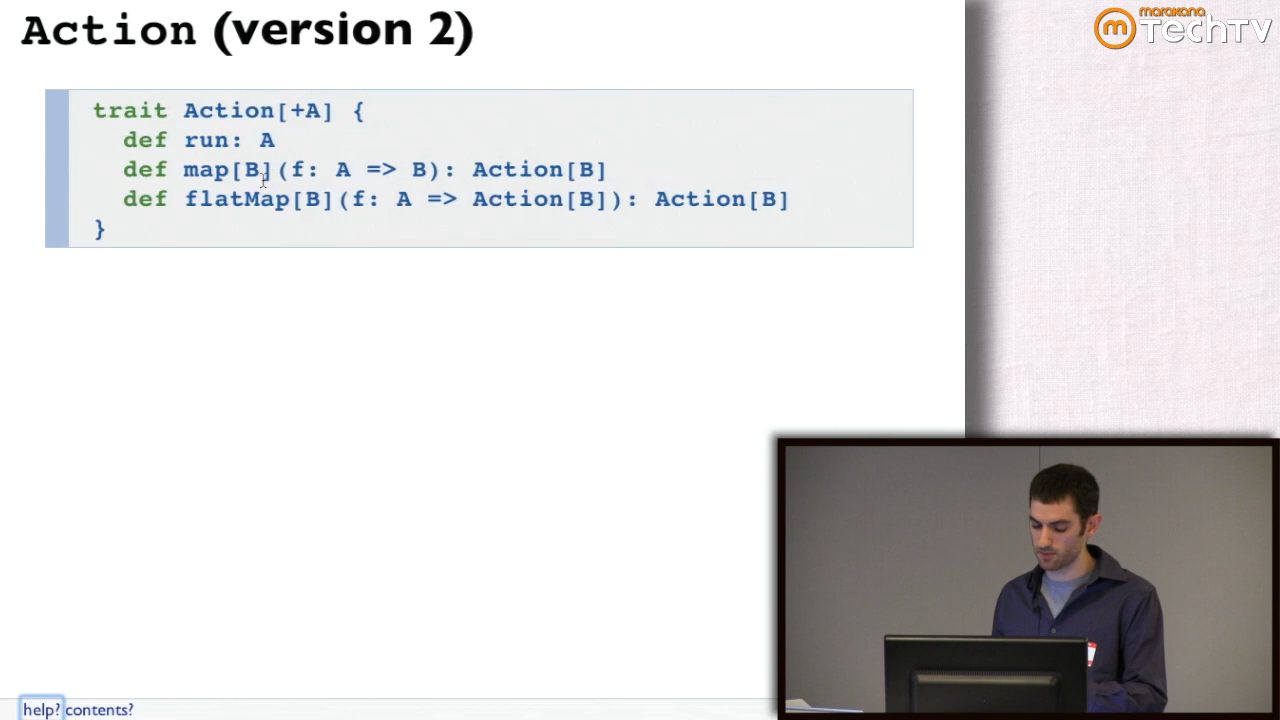 Action (version 2)
marakana
m TechTV
trait Action[+A] {
def run: A
def map[B](f: A => B): Action[B]
def flatMap[B](f: A => Action[B]): Action[B]
}
help? contents?